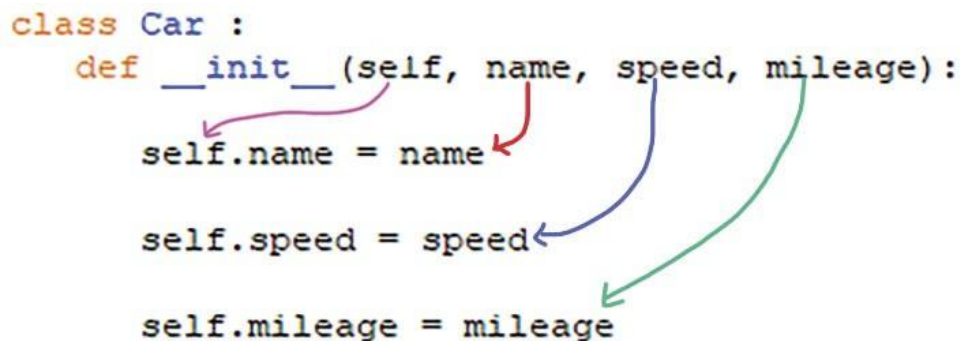 class Car :
def __init__(self, name, speed, mileage):
self.name = name
self.speed = speed
self.mileage = mileage